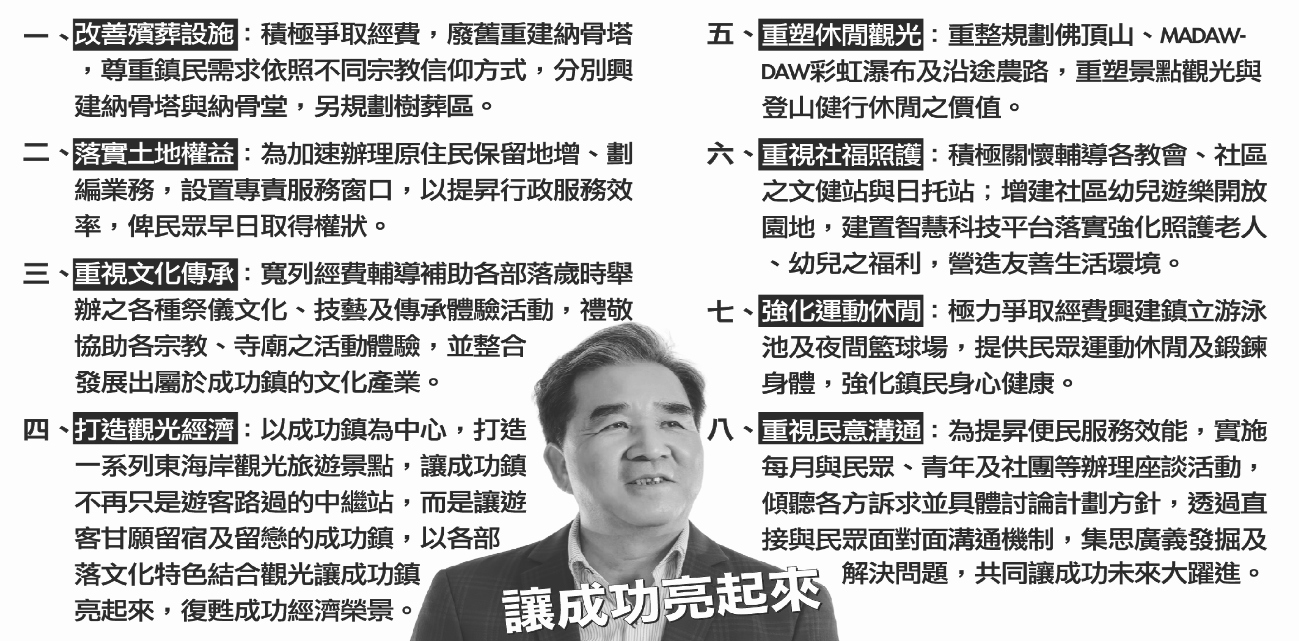 一、改善殯葬設施：積極爭取經費，廢舊重建納骨塔
，尊重鎮民需求依照不同宗教信仰方式，分別興
建納骨塔與納骨堂，另規劃樹葬區。
二、落實土地權益：為加速辦理原住民保留地增、劃
編業務，設置專責服務窗口，以提昇行政服務效
率，俾民眾早日取得權狀。
三、重視文化傳承：寬列經費輔導補助各部落歲時舉
辦之各種祭儀文化、技藝及傳承體驗活動，禮敬
協助各宗教、寺廟之活動體驗，並整合
發展出屬於成功鎮的文化產業。
四、打造觀光經濟：以成功鎮為中心，打造
一系列東海岸觀光旅遊景點，讓成功鎮
不再只是遊客路過的中繼站，而是讓遊
客甘願留宿及留戀的成功鎮，以各部
落文化特色結合觀光讓成功鎮
亮起來，復甦成功經濟榮景。
五、重塑休閒觀光：重整規劃佛頂山、MADAW-
DAW彩虹瀑布及沿途農路，重塑景點觀光與
登山健行休閒之價值。
六、重視社福照護：積極關懷輔導各教會、社區
之文健站與日托站；增建社區幼兒遊樂開放
園地，建置智慧科技平台落實強化照護老人
、幼兒之福利，營造友善生活環境。
七、強化運動休閒：極力爭取經費興建鎮立游泳
池及夜間籃球場，提供民眾運動休閒及鍛鍊
身體，強化鎮民身心健康。
八、重視民意溝通：為提昇便民服務效能，實施
每月與民眾、青年及社團等辦理座談活動，
傾聽各方訴求並具體討論計劃方針，透過直
接與民眾面對面溝通機制，集思廣義發掘及
解決問題，共同讓成功未來大躍進。
讓成功亮起來